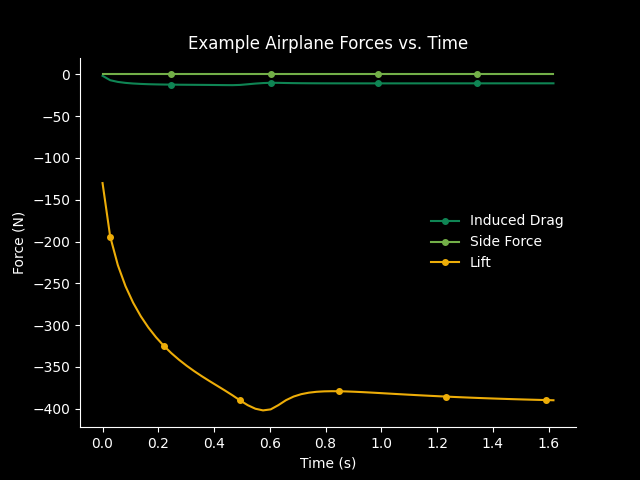 Example Airplane Forces vs. Time
0
−50
−100
−150
−200
−250
−300
−350
−400
Force (N)
Induced Drag
Side Force
Lift
0.0 0.2 0.4 0.6 0.8 1.0 1.2 1.4 1.6
Time (s)